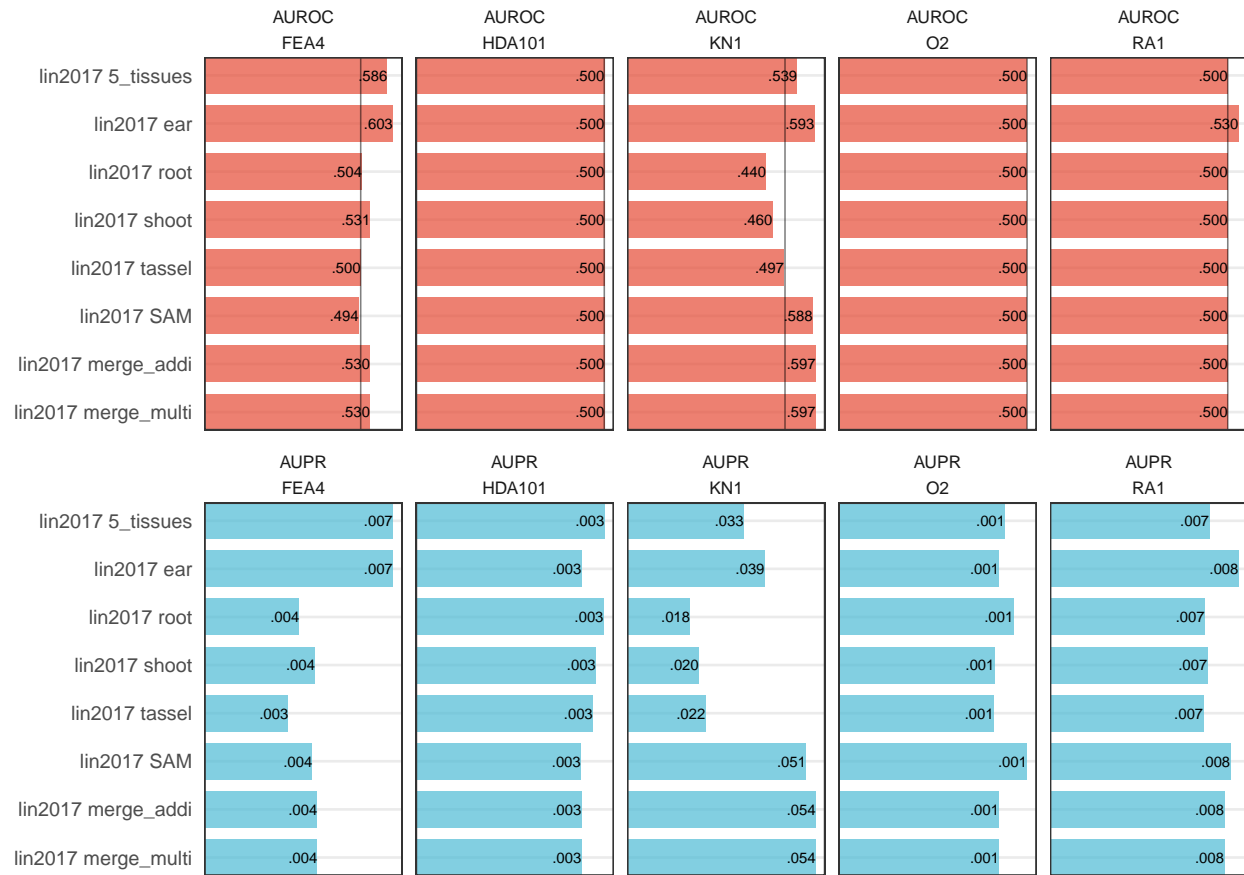 AUROC AUROC AUROC AUROC AUROC
FEA4 HDA101 KN1 O2 RA1
lin2017 5_tissues .586 .500 .539 .500 .500
lin2017 ear .603 .500 .593 .500 .530
lin2017 root .504 .500 .440 .500 .500
lin2017 shoot .531 .500 .460 .500 .500
lin2017 tassel .500 .500 .497 .500 .500
lin2017 SAM .494 .500 .588 .500 .500
lin2017 merge_addi .530 .500 .597 .500 .500
lin2017 merge_multi .530 .500 .597 .500 .500
AUPR AUPR AUPR AUPR AUPR
FEA4 HDA101 KN1 O2 RA1
lin2017 5_tissues .007 .003 .033 .001 .007
lin2017 ear .007 .003 .039 .001 .008
lin2017 root .004 .003 .018 .001 .007
lin2017 shoot .004 .003 .020 .001 .007
lin2017 tassel .003 .003 .022 .001 .007
lin2017 SAM .004 .003 .051 .001 .008
lin2017 merge_addi .004 .003 .054 .001 .008
lin2017 merge_multi .004 .003 .054 .001 .008